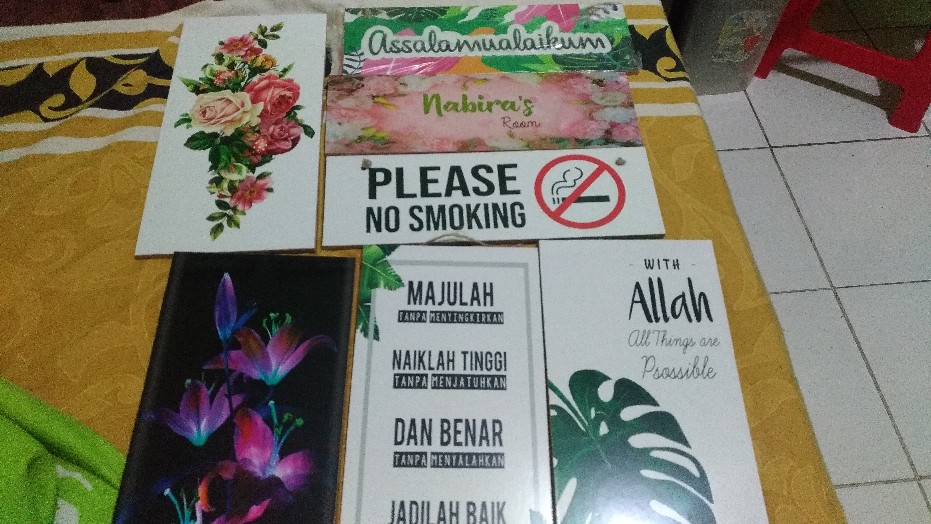 Assalamualaikum
Nabira's
Room
PLEASE
NO SMOKING
MAJULAH
TANPA MENYINGKIRKAN
NAIKLAH TINGGI
TANPA MENJATUHKAN
DAN BENAR
TANPA MENYALAHKAN
JADILAH BAIK
- WITH -
Allah
All Things are
Psossible